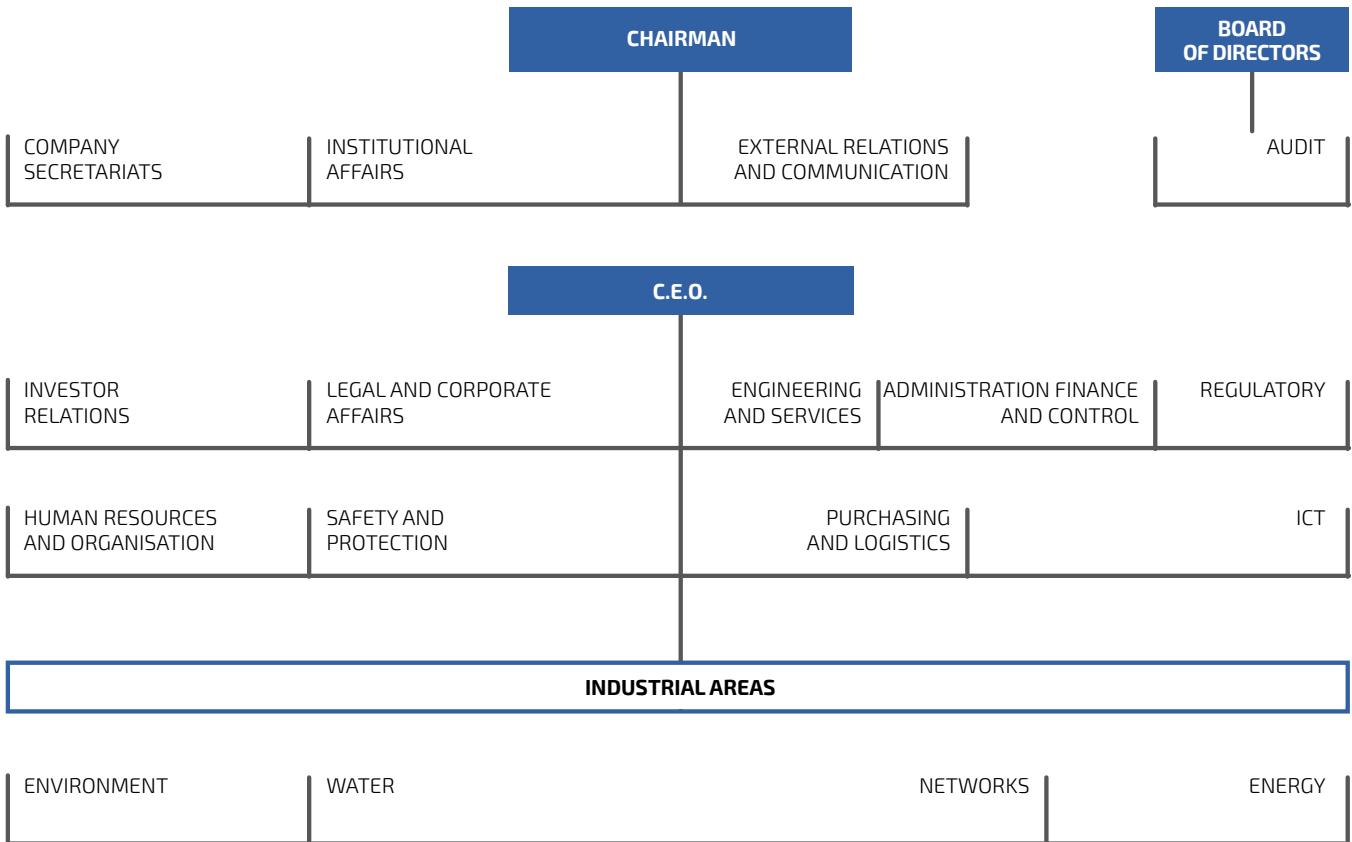 CHAIRMAN
BOARD
OF DIRECTORS
COMPANY
SECRETARIATS
INSTITUTIONAL
AFFAIRS
EXTERNAL RELATIONS
AND COMMUNICATION
AUDIT
C.E.O.
INVESTOR
RELATIONS
LEGAL AND CORPORATE
AFFAIRS
ENGINEERING
AND SERVICES
ADMINISTRATION FINANCE
AND CONTROL
REGULATORY
HUMAN RESOURCES
AND ORGANISATION
SAFETY AND
PROTECTION
PURCHASING
AND LOGISTICS
ICT
INDUSTRIAL AREAS
ENVIRONMENT
WATER
NETWORKS
ENERGY